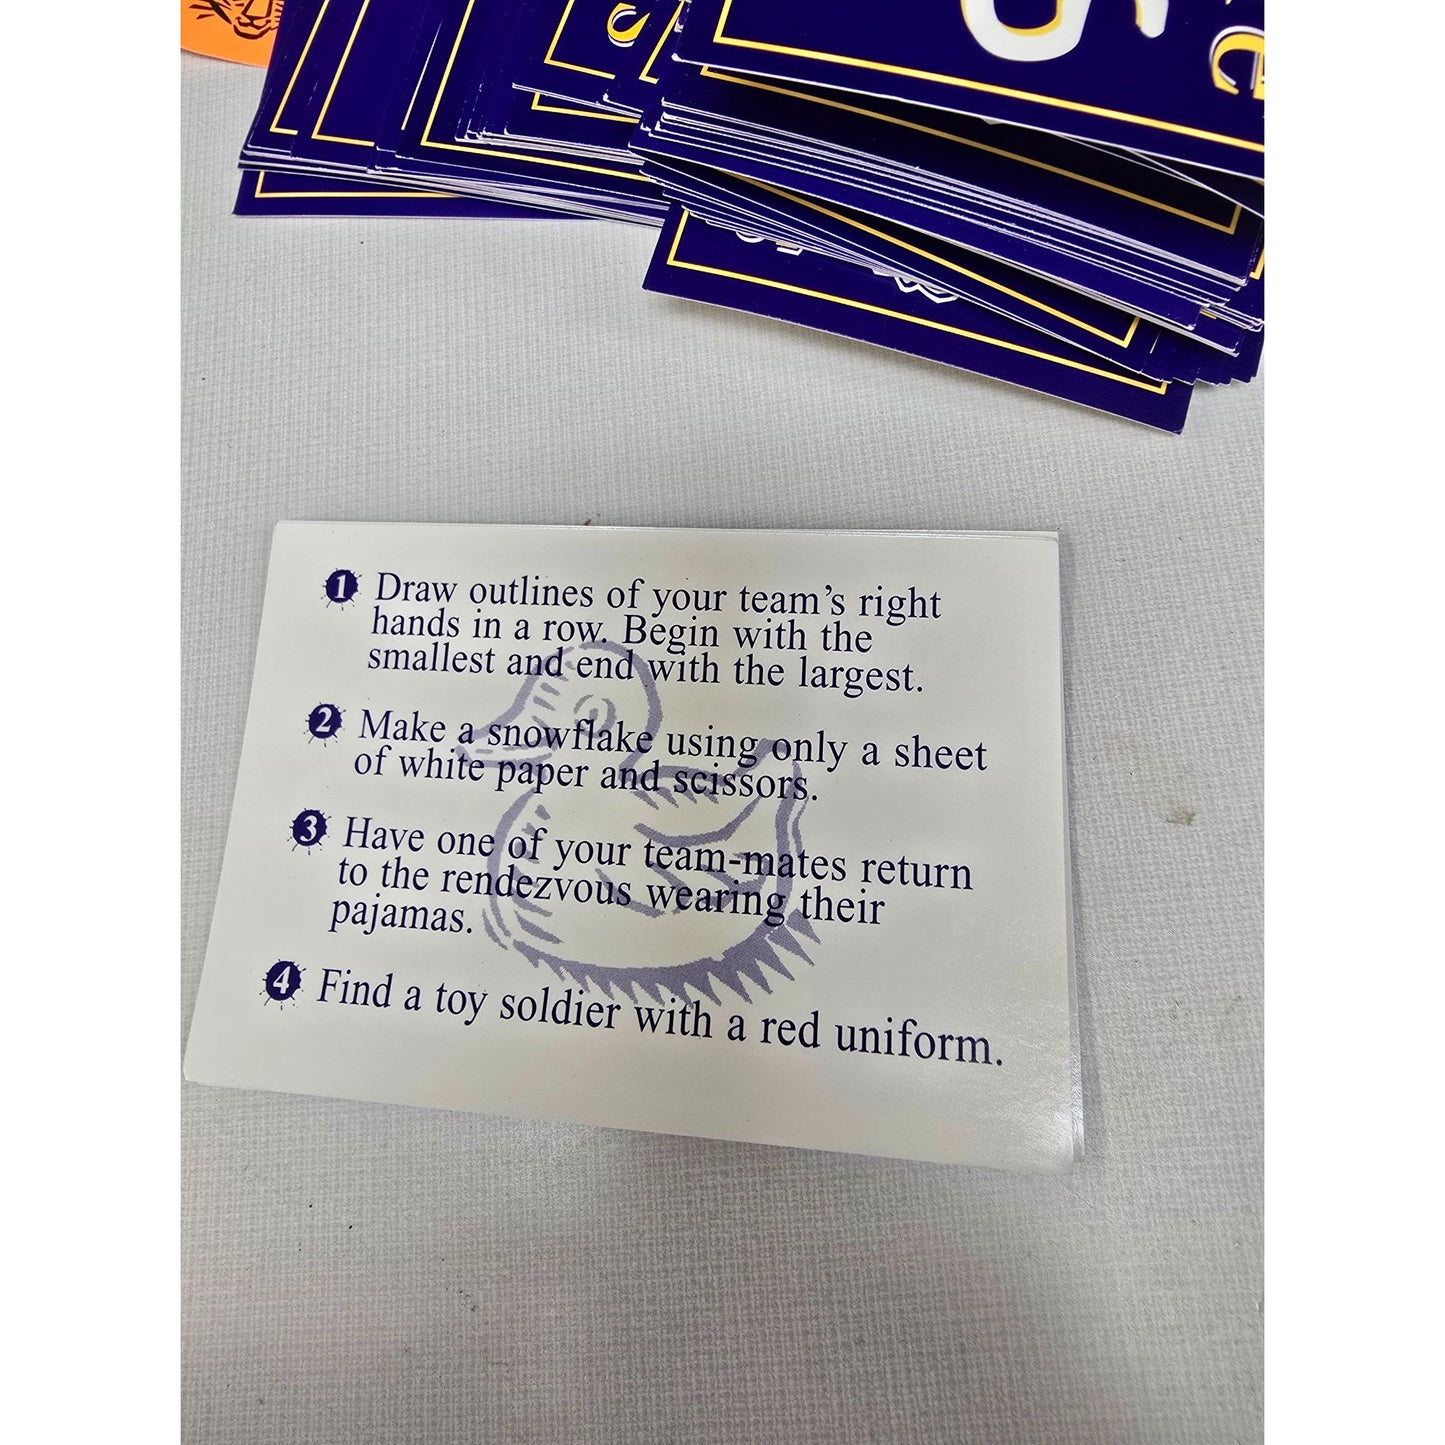 1 Draw outlines of your team's right
hands in a row. Begin with the
smallest and end with the largest.
2 Make a snowflake using only a sheet
of white paper and scissors.
3 Have one of your team-mates return
to the rendezvous wearing their
pajamas.
4 Find a toy soldier with a red uniform.